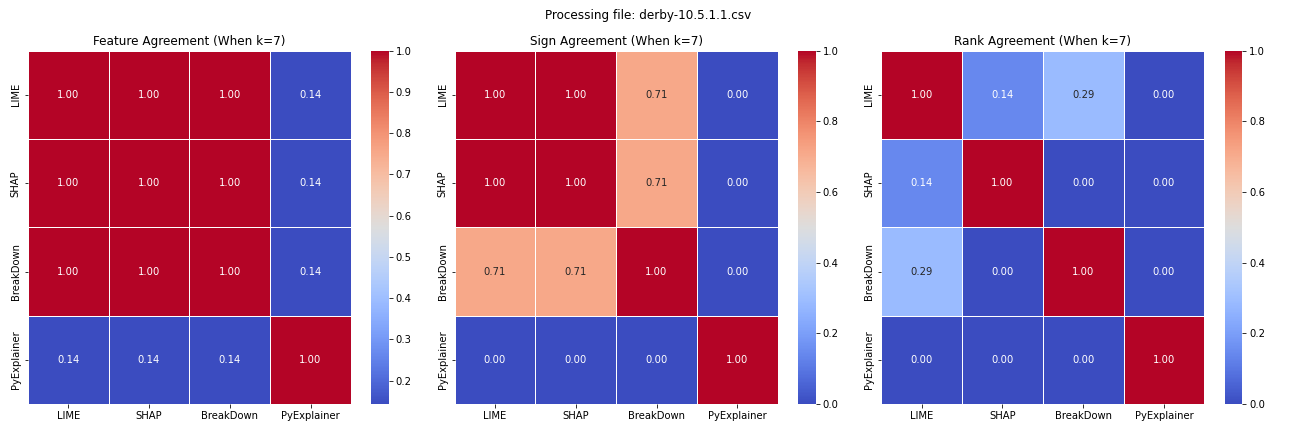 Processing file: derby-10.5.1.1.csv
Feature Agreement (When k=7)
LIME
1.00 1.00 1.00 0.14
SHAP
1.00 1.00 1.00 0.14
BreakDown
1.00 1.00 1.00 0.14
PyExplainer
0.14 0.14 0.14 1.00
LIME SHAP BreakDown PyExplainer
1.0
0.9
0.8
0.7
0.6
0.5
0.4
0.3
0.2
Sign Agreement (When k=7)
LIME
1.00 1.00 0.71 0.00
SHAP
1.00 1.00 0.71 0.00
BreakDown
0.71 0.71 1.00 0.00
PyExplainer
0.00 0.00 0.00 1.00
LIME SHAP BreakDown PyExplainer
1.0
0.8
0.6
0.4
0.2
0.0
Rank Agreement (When k=7)
LIME
1.00 0.14 0.29 0.00
SHAP
0.14 1.00 0.00 0.00
BreakDown
0.29 0.00 1.00 0.00
PyExplainer
0.00 0.00 0.00 1.00
LIME SHAP BreakDown PyExplainer
1.0
0.8
0.6
0.4
0.2
0.0